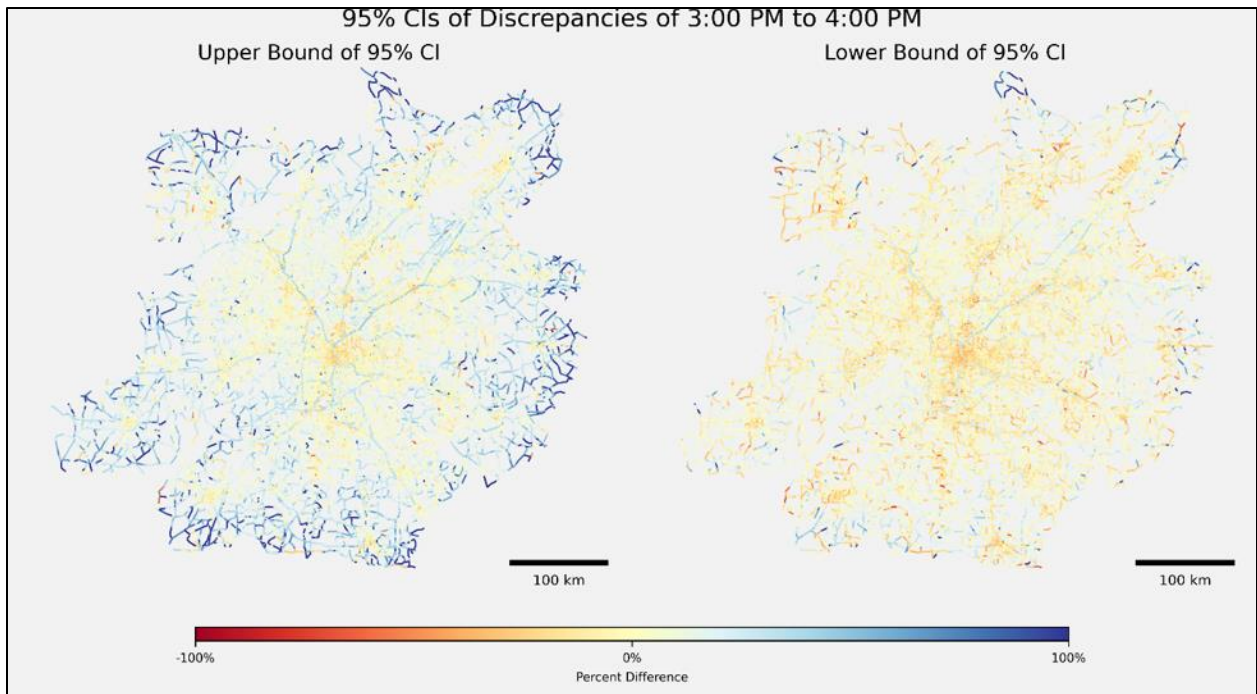 95% CIs of Discrepancies of 3:00 PM to 4:00 PM
Upper Bound of 95% CI
Lower Bound of 95% CI
100 km
100 km
-100%
0%
100%
Percent Difference